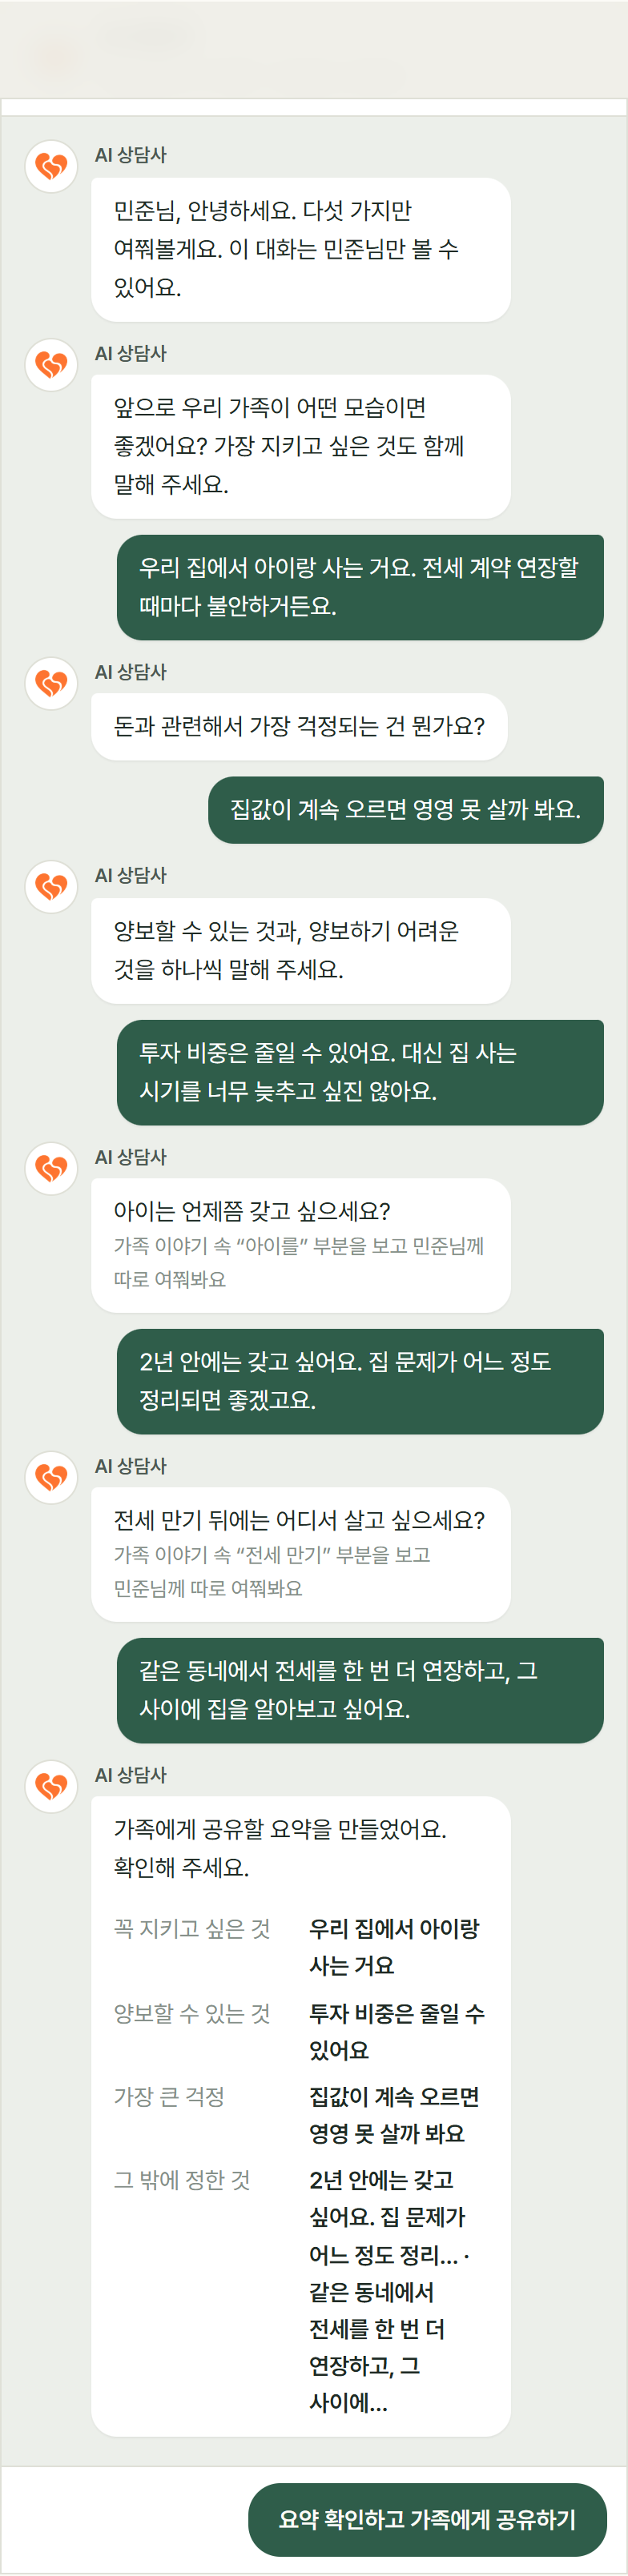 AI 상담사
민준님, 안녕하세요. 다섯 가지만
여쭤볼게요. 이 대화는 민준님만 볼 수
있어요.
AI 상담사
앞으로 우리 가족이 어떤 모습이면
좋겠어요? 가장 지키고 싶은 것도 함께
말해 주세요.
우리 집에서 아이랑 사는 거요. 전세 계약 연장할
때마다 불안하거든요.
AI 상담사
돈과 관련해서 가장 걱정되는 건 뭔가요?
집값이 계속 오르면 영영 못 살까 봐요.
AI 상담사
양보할 수 있는 것과, 양보하기 어려운
것을 하나씩 말해 주세요.
투자 비중은 줄일 수 있어요. 대신 집 사는
시기를 너무 늦추고 싶진 않아요.
AI 상담사
아이는 언제쯤 갖고 싶으세요?
가족 이야기 속 “아이를” 부분을 보고 민준님께
따로 여쭤봐요
2년 안에는 갖고 싶어요. 집 문제가 어느 정도
정리되면 좋겠고요.
AI 상담사
전세 만기 뒤에는 어디서 살고 싶으세요?
가족 이야기 속 “전세 만기” 부분을 보고
민준님께 따로 여쭤봐요
같은 동네에서 전세를 한 번 더 연장하고, 그
사이에 집을 알아보고 싶어요.
AI 상담사
가족에게 공유할 요약을 만들었어요.
확인해 주세요.
꼭 지키고 싶은 것 우리 집에서 아이랑
사는 거요
양보할 수 있는 것 투자 비중은 줄일 수
있어요
가장 큰 걱정 집값이 계속 오르면
영영 못 살까 봐요
그 밖에 정한 것 2년 안에는 갖고
싶어요. 집 문제가
어느 정도 정리… ·
같은 동네에서
전세를 한 번 더
연장하고, 그
사이에…
요약 확인하고 가족에게 공유하기